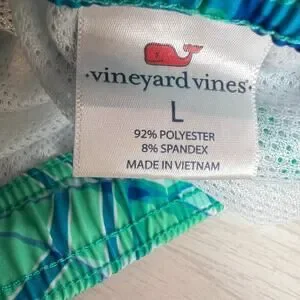 vineyard vines
L
92% POLYESTER
8% SPANDEX
MADE IN VIETNAM